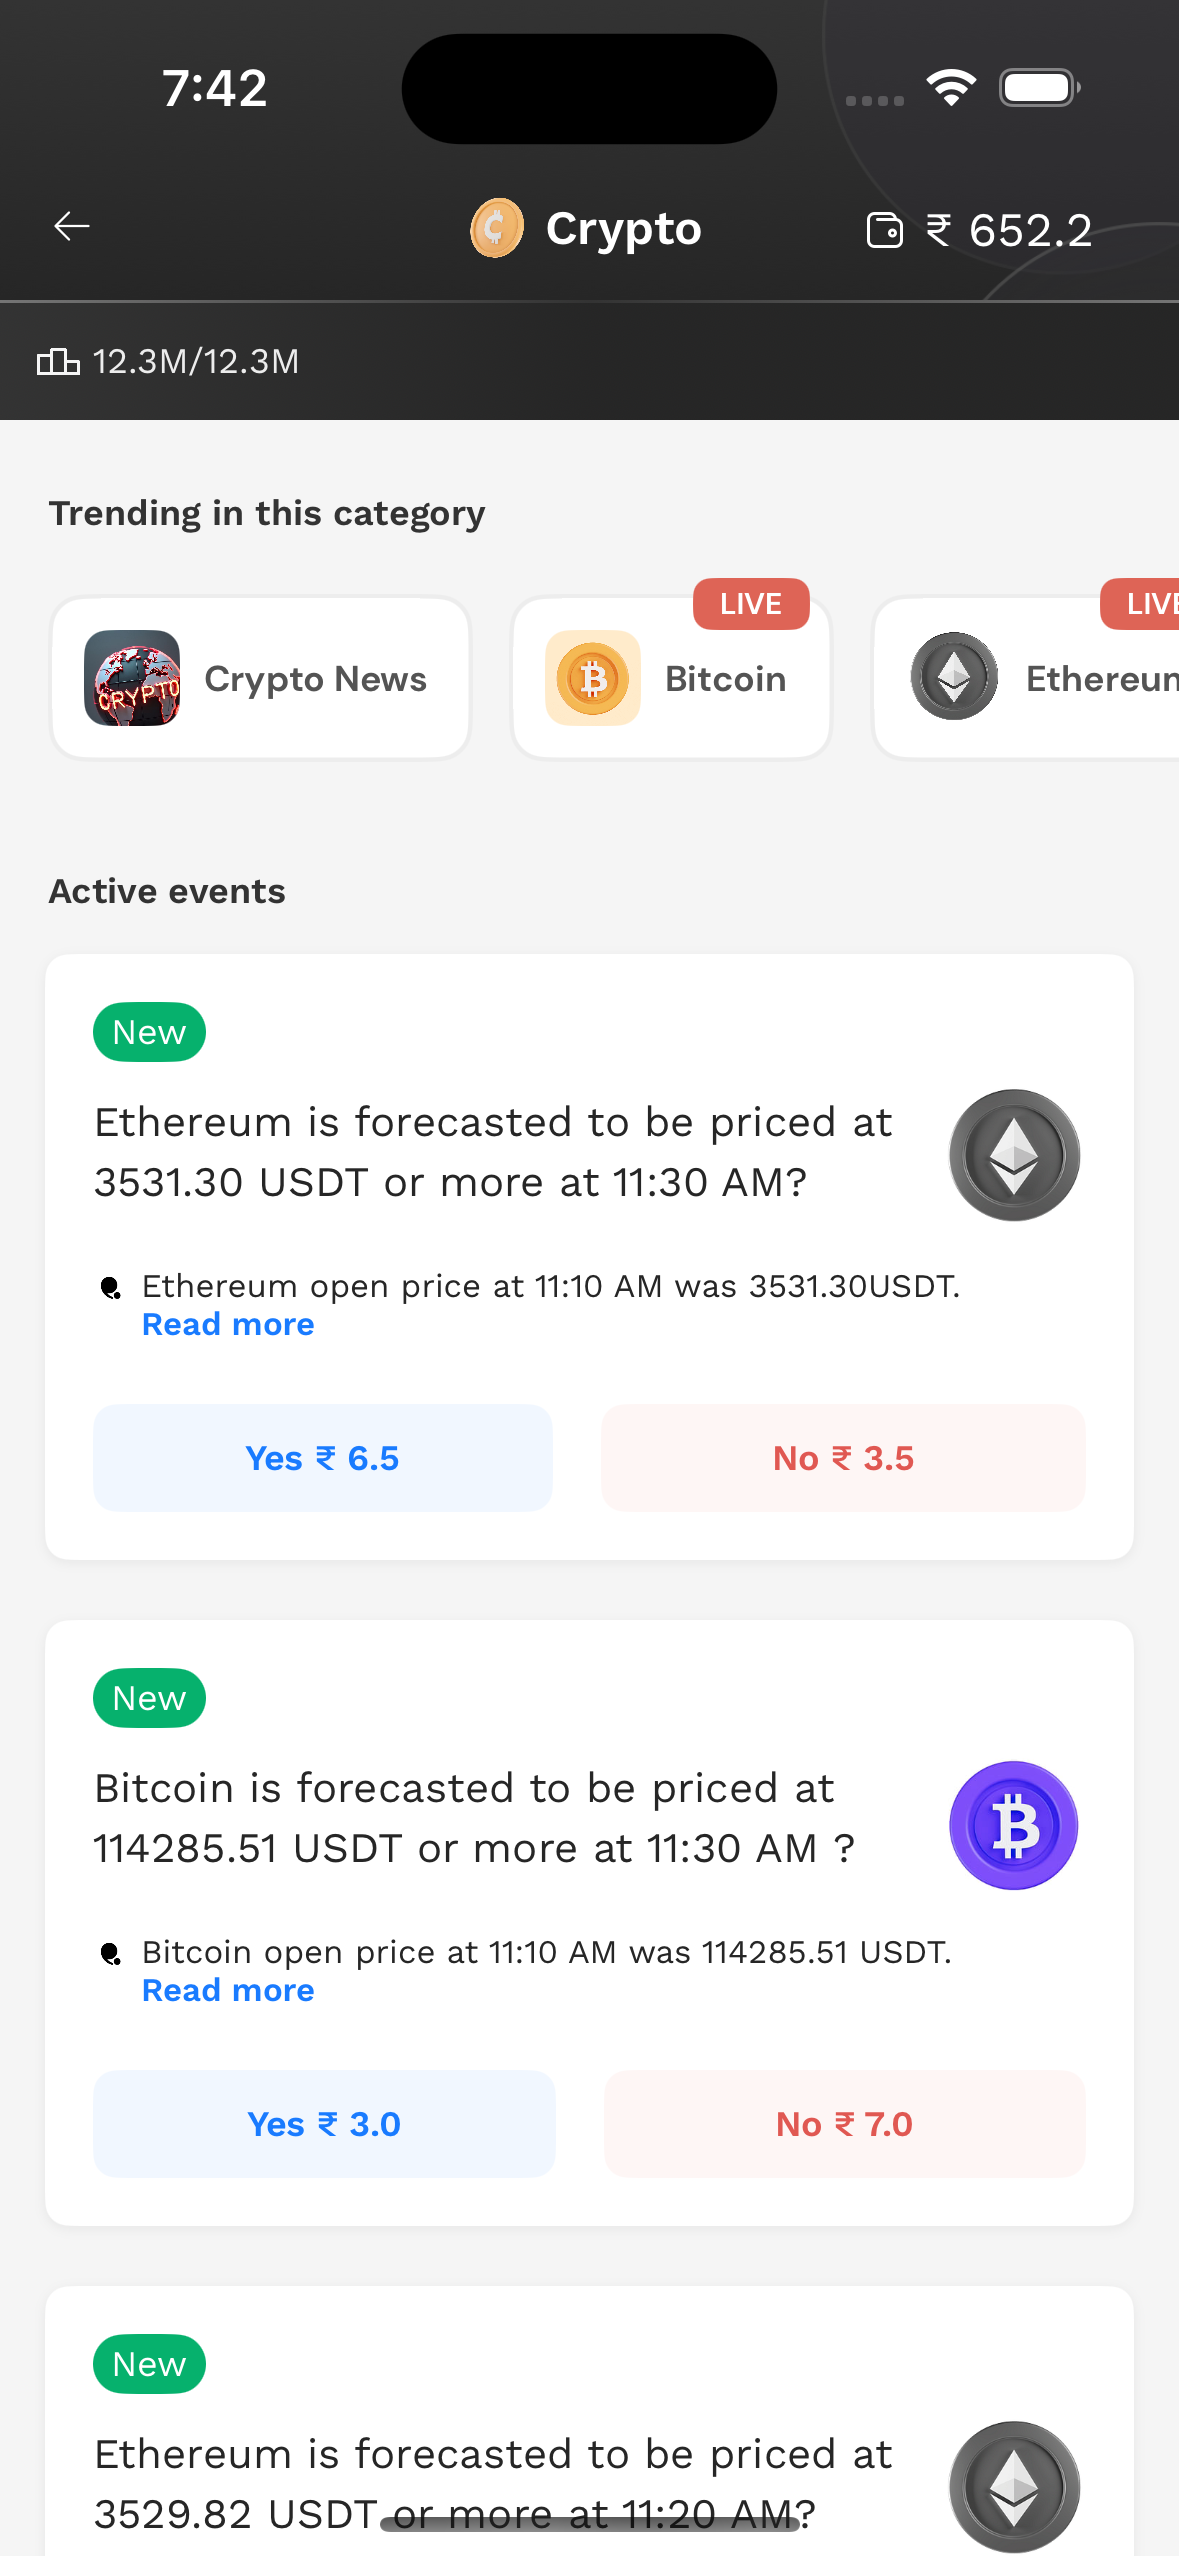 7:42
Crypto
₹ 652.2
12.3M/12.3M
Trending in this category
LIVE
LIVE
CRYPTO
Crypto News
Bitcoin
Ethereum
Active events
New
Ethereum is forecasted to be priced at
3531.30 USDT or more at 11:30 AM?
Ethereum open price at 11:10 AM was 3531.30USDT.
Read more
Yes ₹ 6.5
No ₹ 3.5
New
Bitcoin is forecasted to be priced at
114285.51 USDT or more at 11:30 AM ?
Bitcoin open price at 11:10 AM was 114285.51 USDT.
Read more
Yes ₹ 3.0
No ₹ 7.0
New
Ethereum is forecasted to be priced at
3529.82 USDT or more at 11:20 AM?